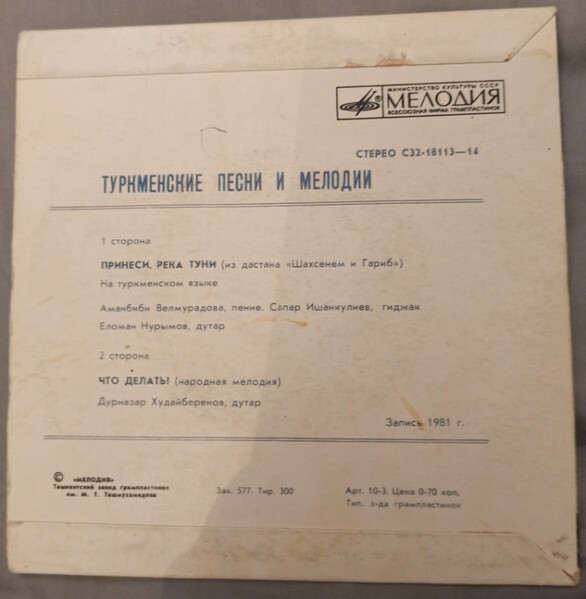 МИНИСТЕРСТВО КУЛЬТУРЫ СССР
МЕЛОДИЯ
ВСЕСОЮЗНАЯ ФИРМА ГРАМПЛАСТИНОК
СТЕРЕО С32-18113—14
ТУРКМЕНСКИЕ ПЕСНИ И МЕЛОДИИ
1 сторона
ПРИНЕСИ, РЕКА ТУНИ (из дастана «Шахсенем и Гариб»)
На туркменском языке
Аманбиби Велмурадова, пение. Сапар Ишанкулиев, гиджак
Еломан Нурымов, дутар
2 сторона
ЧТО ДЕЛАТЬ? (народная мелодия)
Дурназар Худайберенов, дутар
Запись 1981 г.
© «МЕЛОДИЯ»
Ташкентский завод грампластинок
им. М. Т. Ташмухамедова
Зак. 577. Тир. 300
Арт. 10-3. Цена 0-70 коп.
Тип. з-да грампластинок